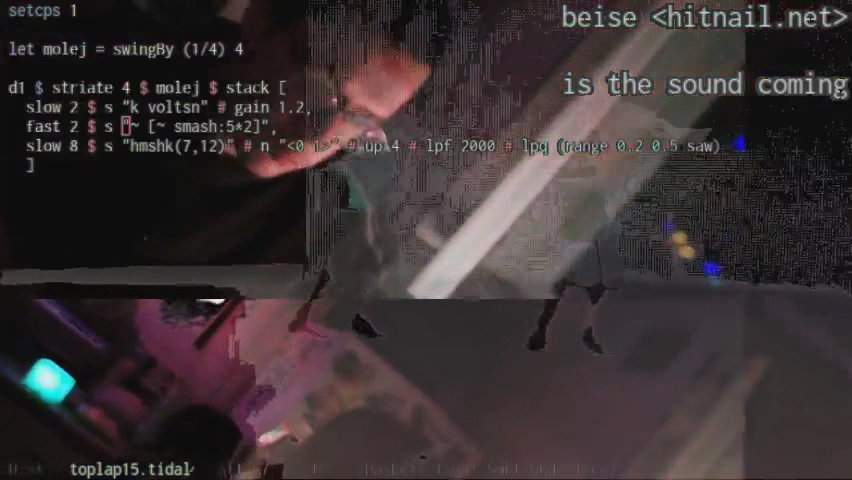 setcps 1
beise <hitnail.net>
let molej = swingBy (1/4) 4
is the sound coming
d1 $ striate 4 $ molej $ stack [
slow 2 $ s "k voltsn" # gain 1.2,
fast 2 $ s "~ [~ smash:5*2]",
slow 8 $ s "hmshk(7,12)" # n "<0 1>" # up 4 # lpf 2000 # lpq (range 0.2 0.5 saw)
]
toplap15.tidal